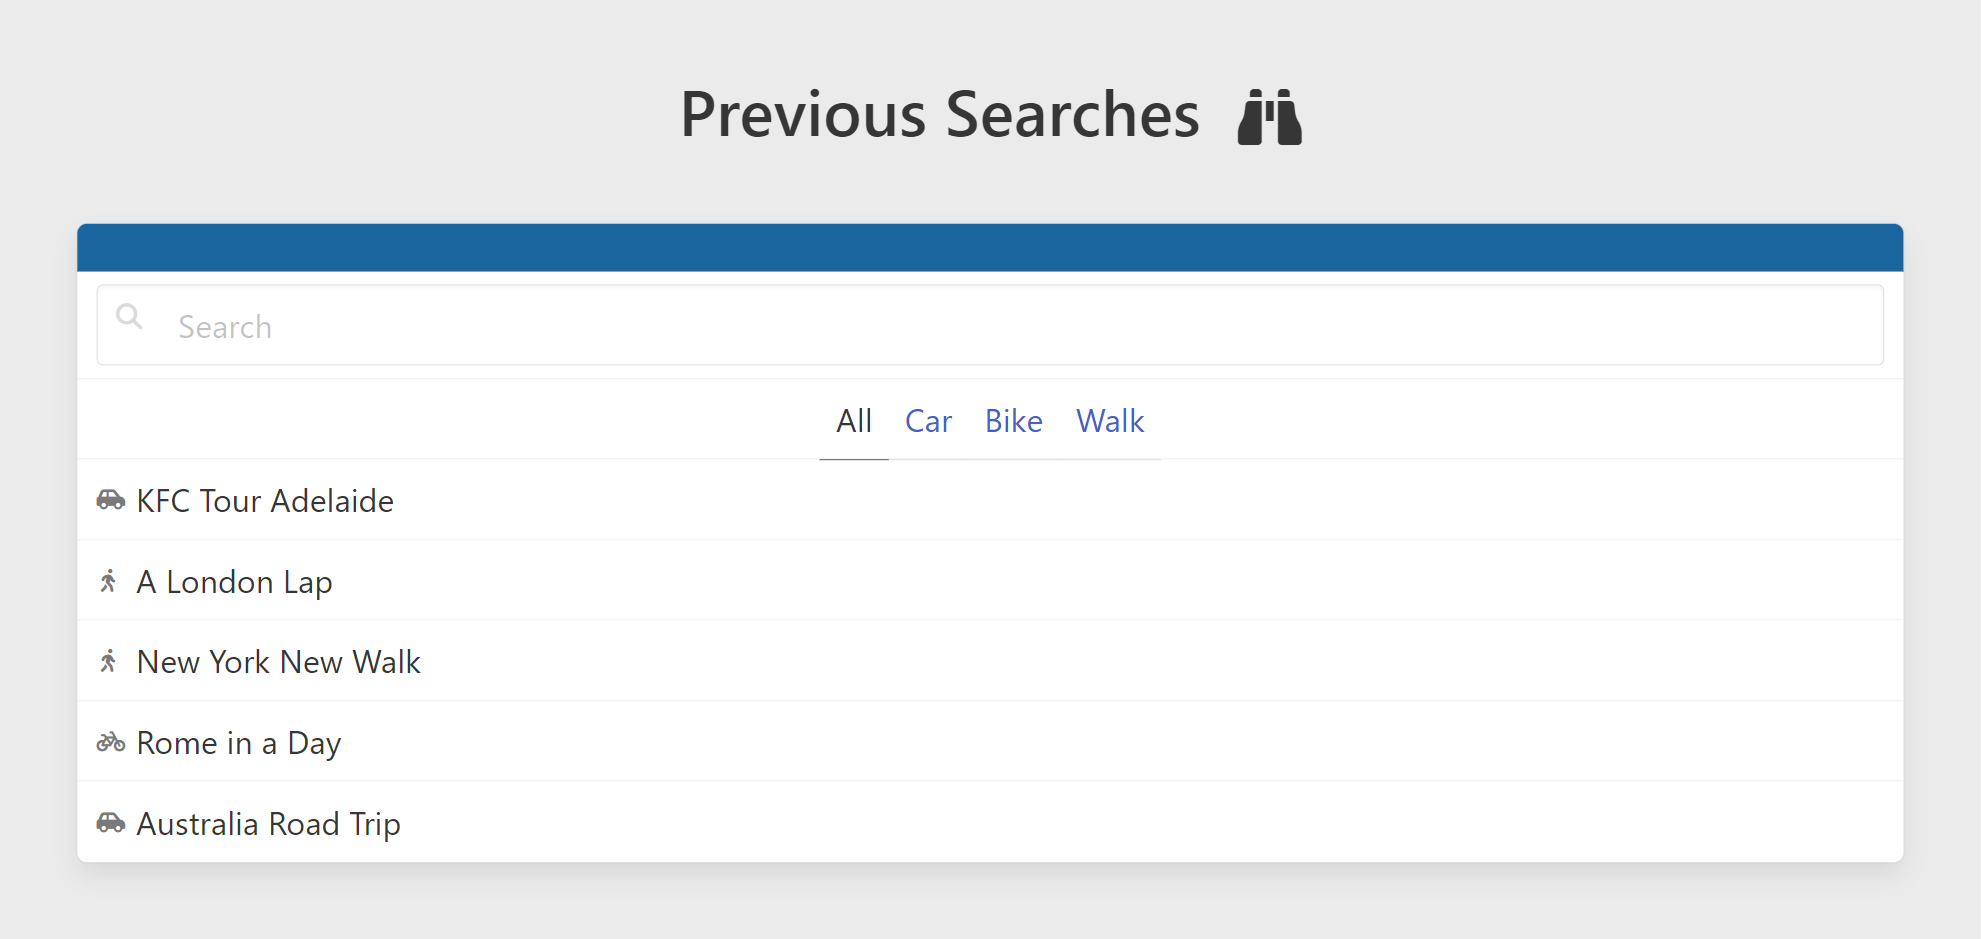 Previous Searches
Search
All Car Bike Walk
KFC Tour Adelaide
A London Lap
New York New Walk
Rome in a Day
Australia Road Trip